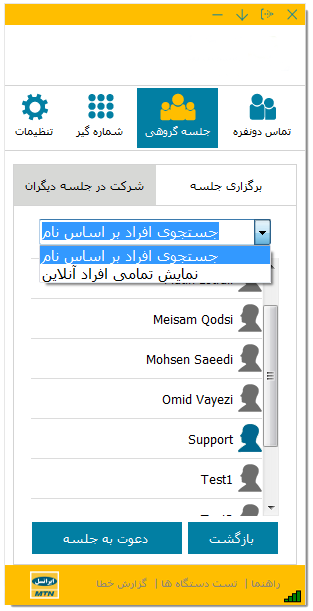 تماس دونفره
جلسه گروهی
شماره گیر
تنظیمات
برگزاری جلسه
شرکت در جلسه دیگران
جستجوی افراد بر اساس نام
جستجوی افراد بر اساس نام
نمایش تمامی افراد آنلاین
Meisam Qodsi
Mohsen Saeedi
Omid Vayezi
Support
Test1
بازگشت
دعوت به جلسه
راهنما | تست دستگاه ها | گزارش خطا
ایرانسل
MTN